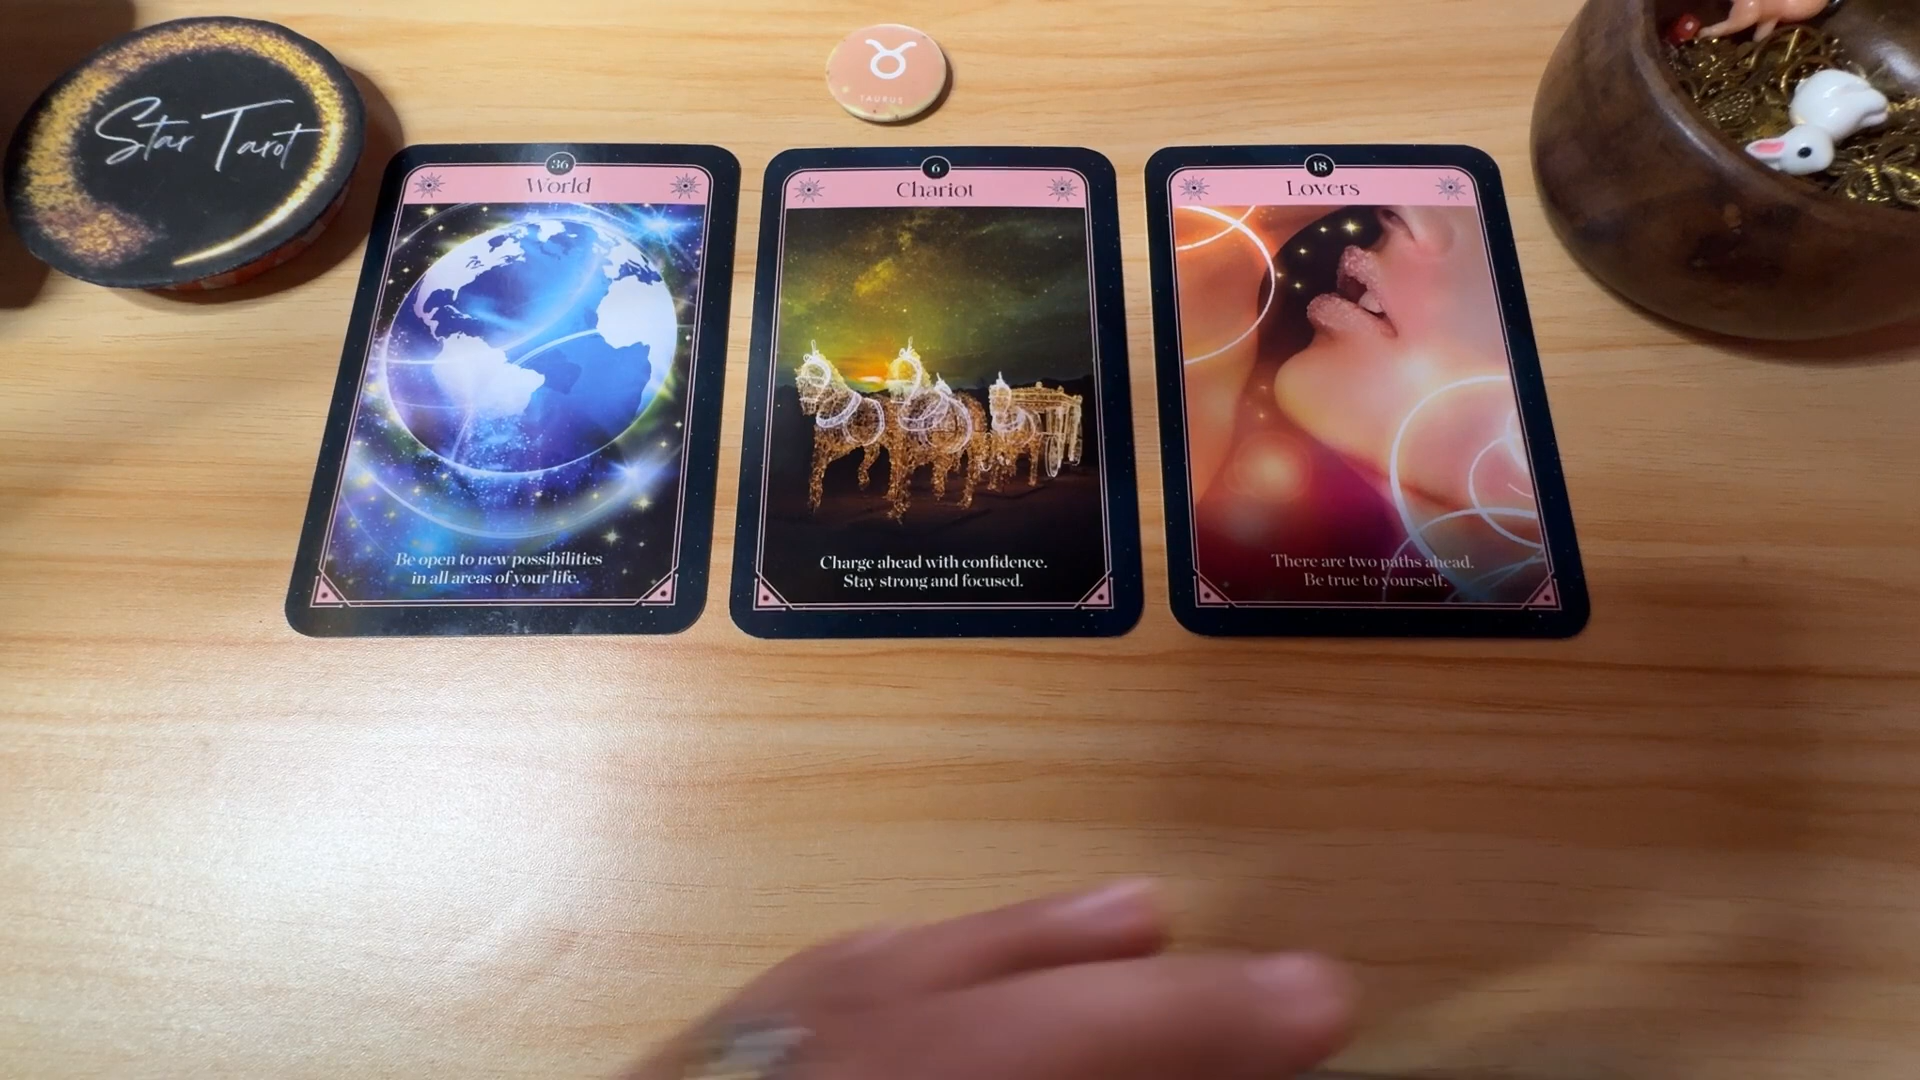 Star Tarot
TAURUS
36
World
Be open to new possibilities
in all areas of your life.
6
Chariot
Charge ahead with confidence.
Stay strong and focused.
18
Lovers
There are two paths ahead.
Be true to yourself.